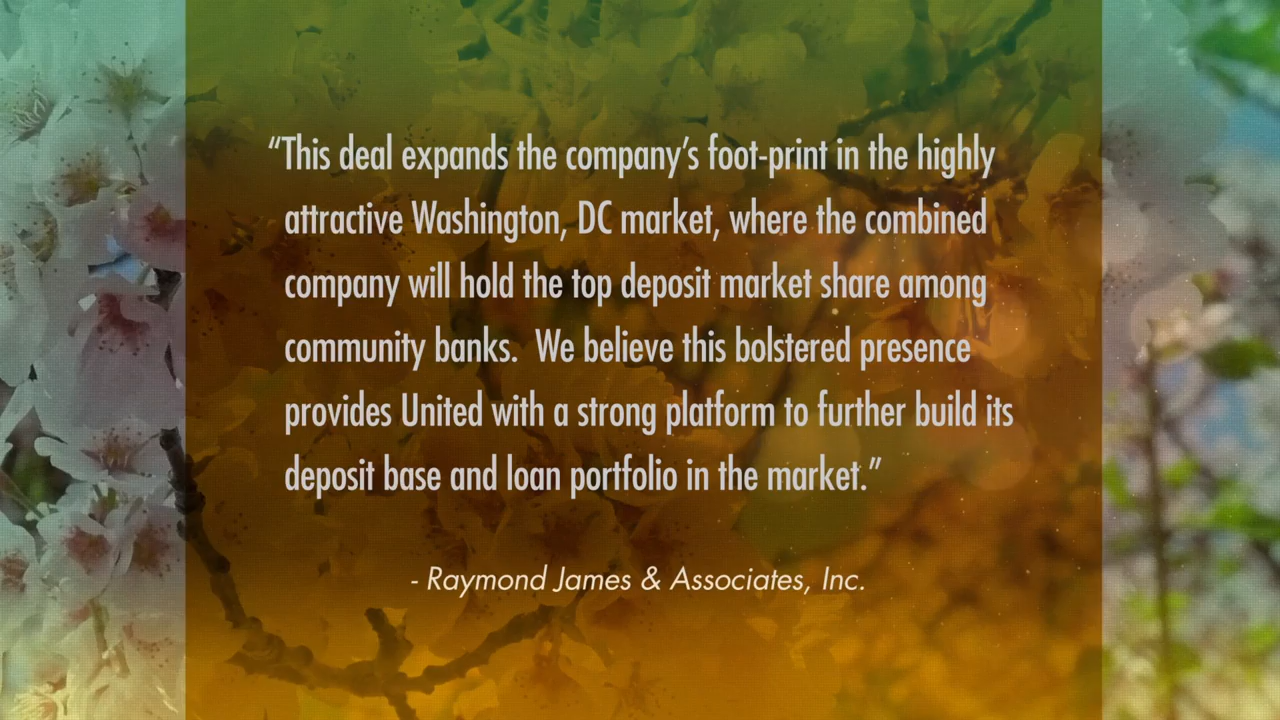 “This deal expands the company’s foot-print in the highly
attractive Washington, DC market, where the combined
company will hold the top deposit market share among
community banks.  We believe this bolstered presence
provides United with a strong platform to further build its
deposit base and loan portfolio in the market.”
- Raymond James & Associates, Inc.